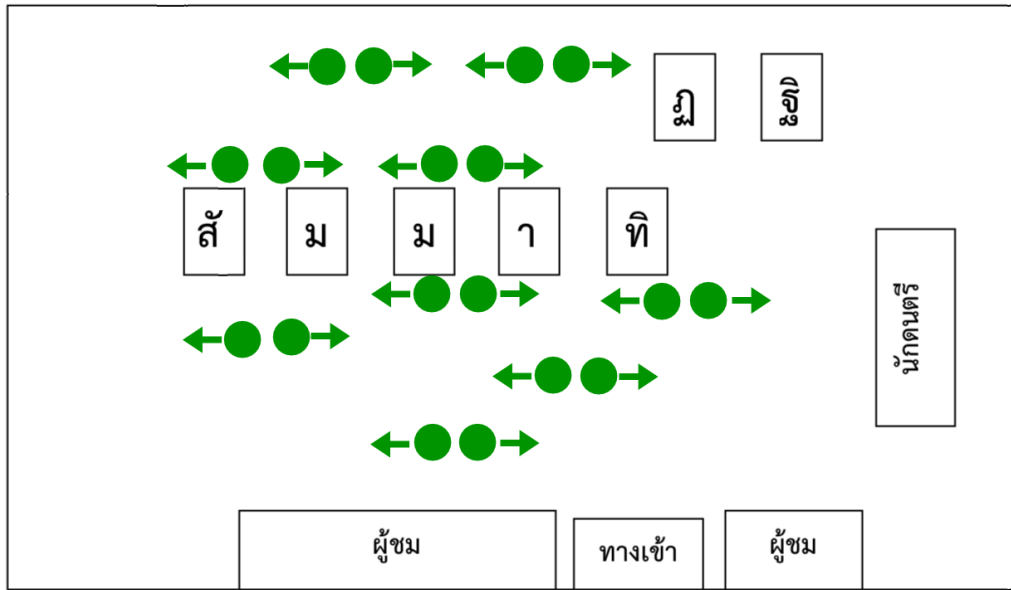 ฏ ฐิ
สั ม ม า ทิ
นักดนตรี
ผู้ชม ทางเข้า ผู้ชม